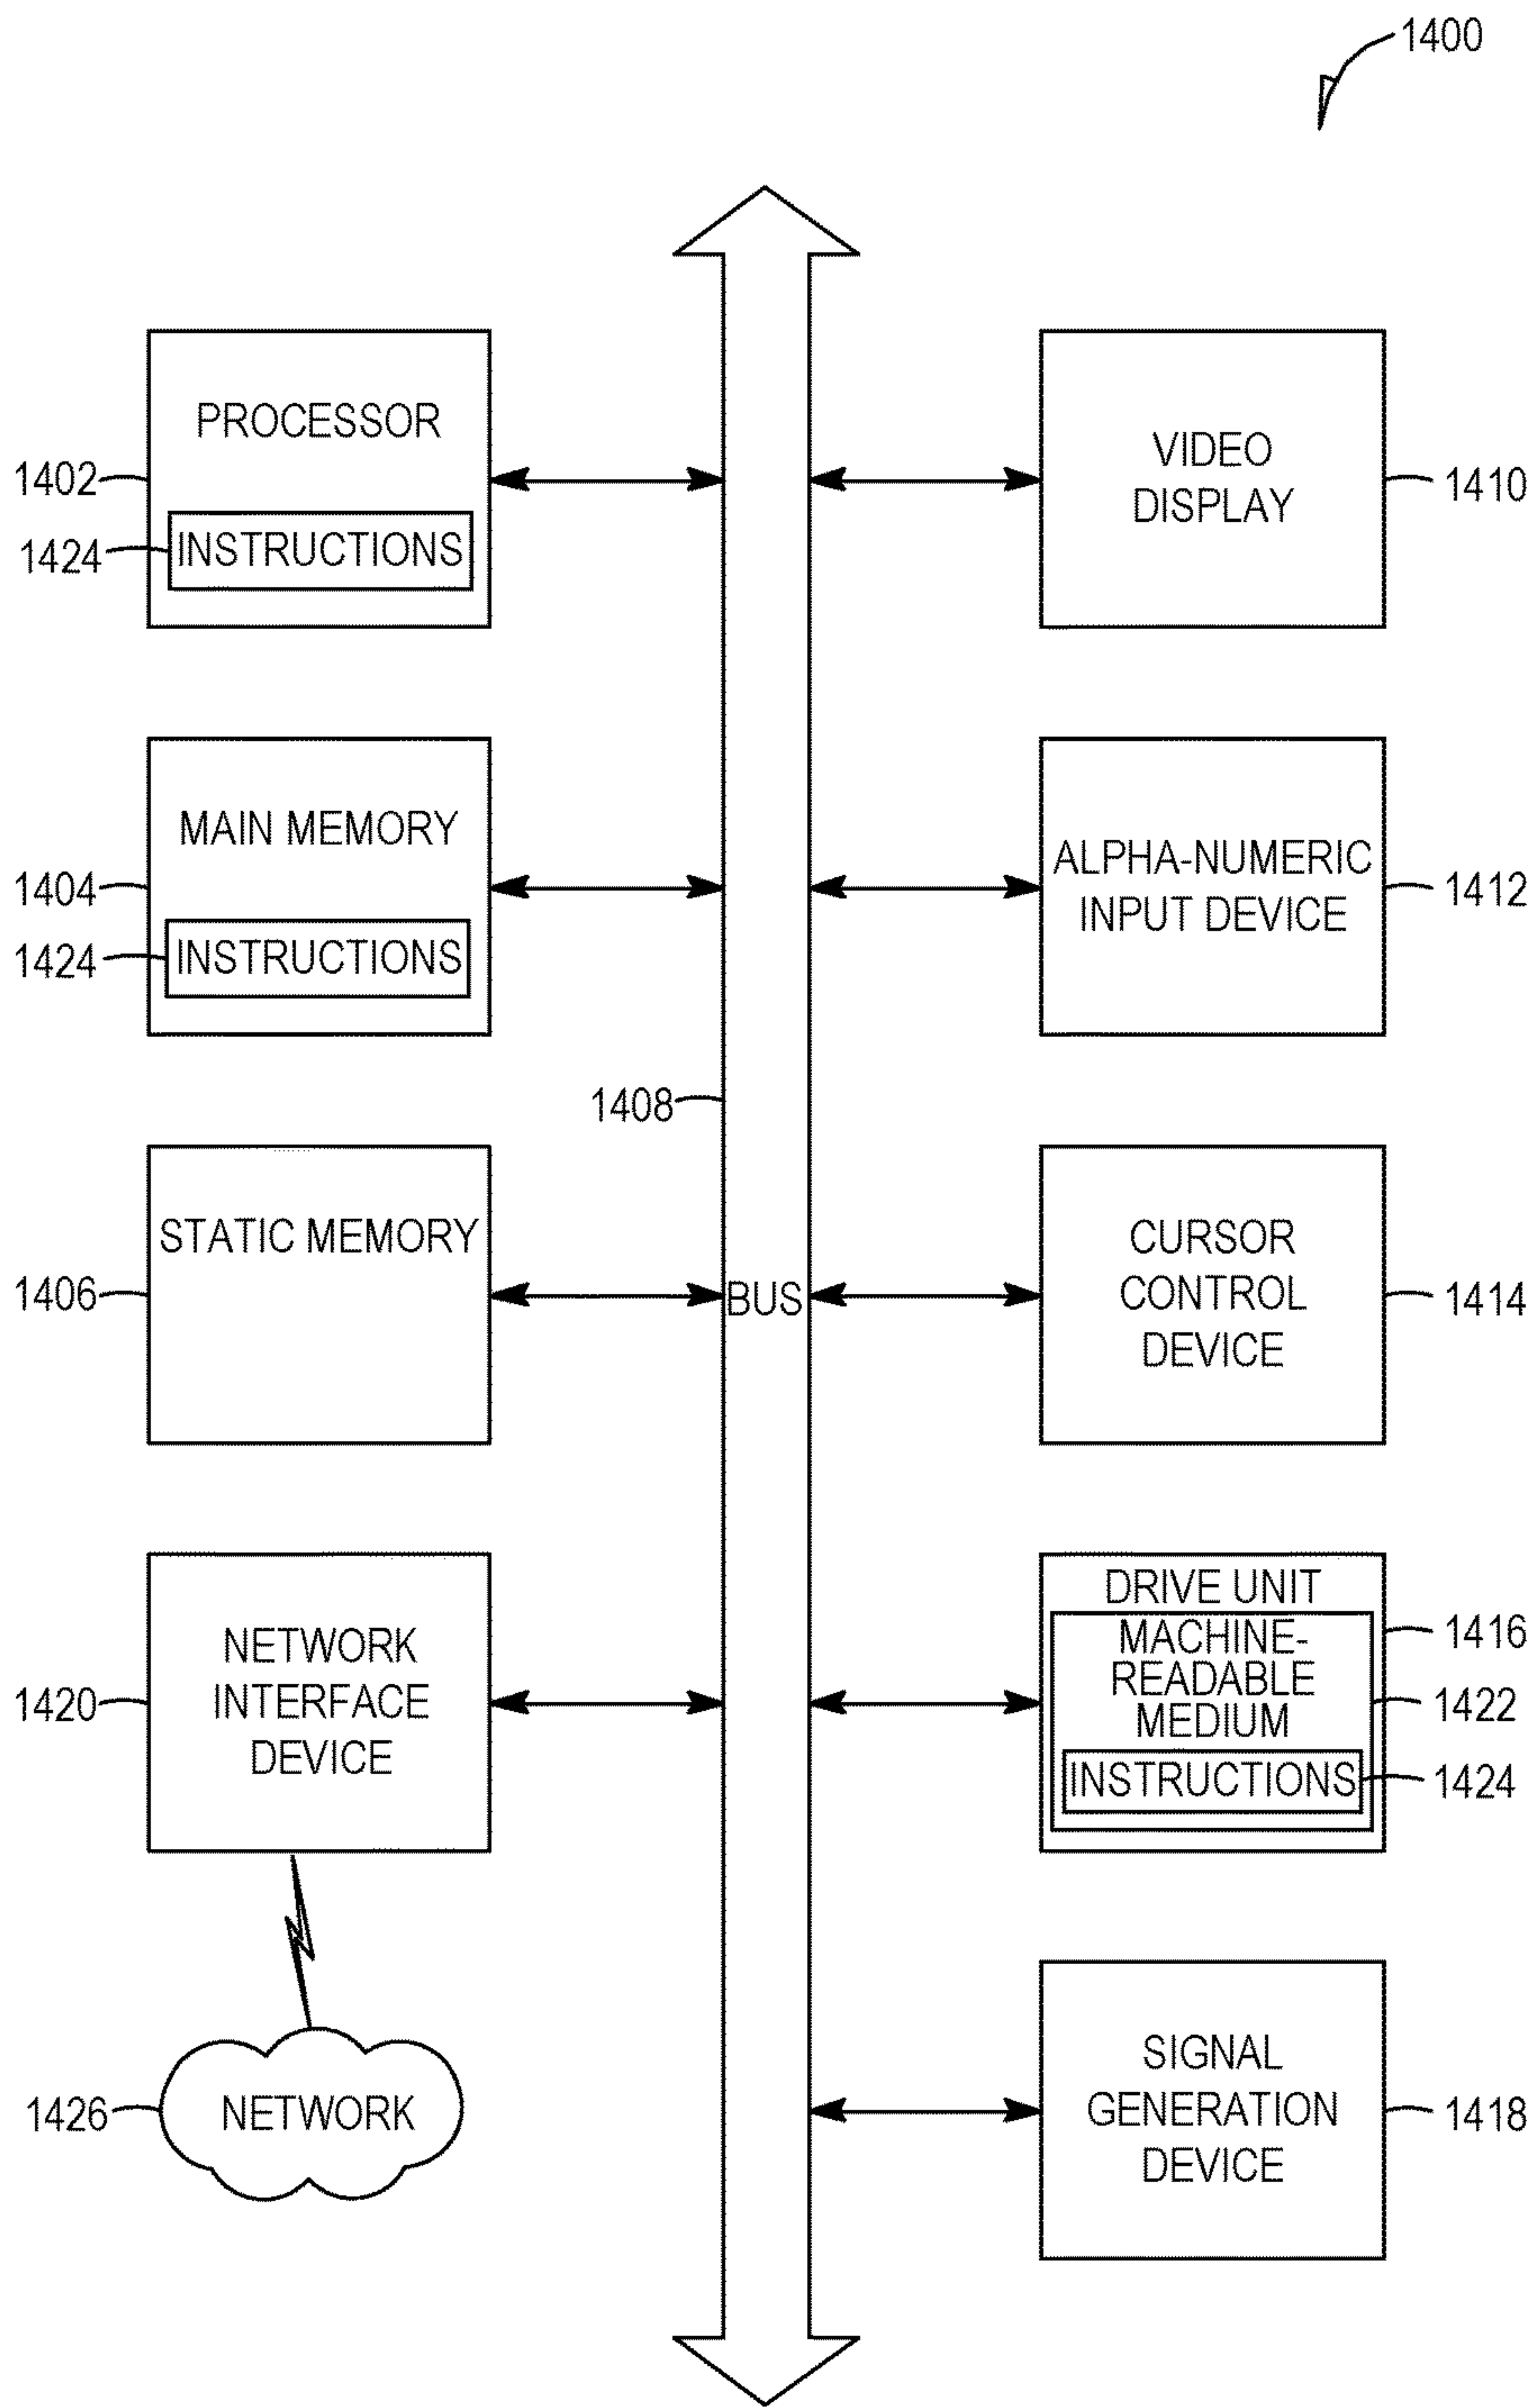 1400
PROCESSOR
1402
1424
INSTRUCTIONS
VIDEO
DISPLAY
1410
MAIN MEMORY
1404
1424
INSTRUCTIONS
ALPHA-NUMERIC
INPUT DEVICE
1412
1408
STATIC MEMORY
1406
BUS
CURSOR
CONTROL
DEVICE
1414
NETWORK
INTERFACE
DEVICE
1420
DRIVE UNIT
1416
MACHINE-
READABLE
MEDIUM
1422
INSTRUCTIONS
1424
NETWORK
1426
SIGNAL
GENERATION
DEVICE
1418